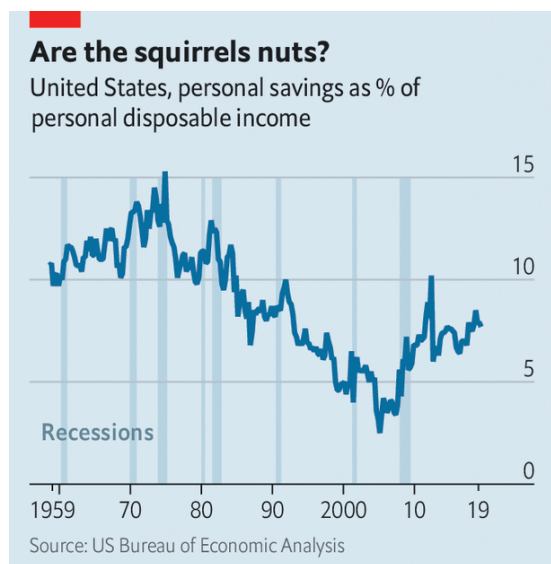 Are the squirrels nuts?
United States, personal savings as % of
personal disposable income
15
10
5
Recessions
0
1959 70 80 90 2000 10 19
Source: US Bureau of Economic Analysis